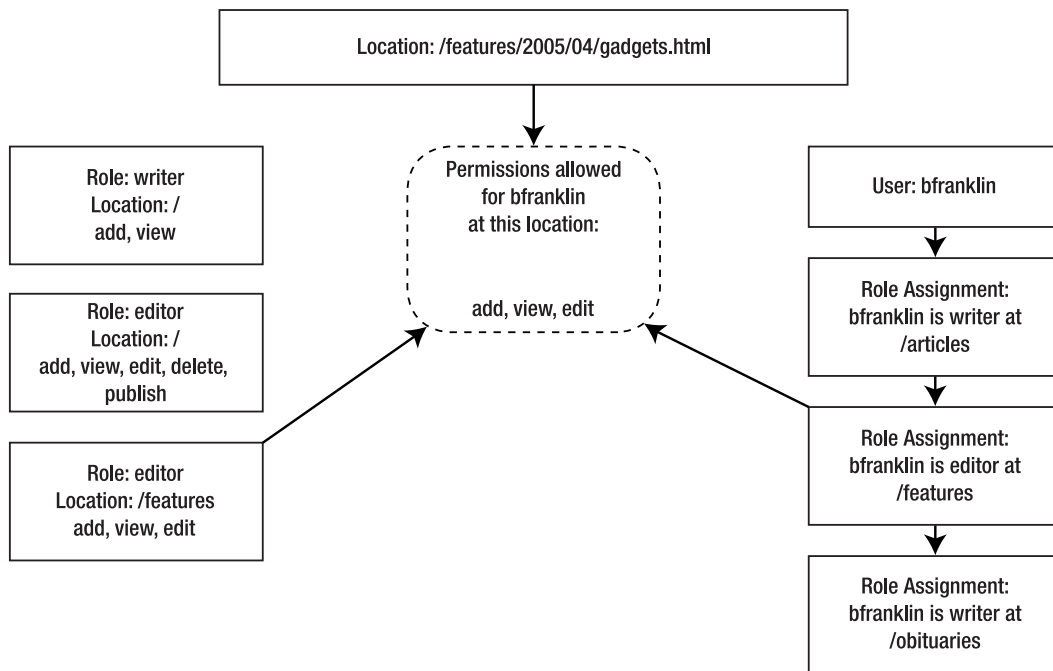 Location: /features/2005/04/gadgets.html
Role: writer
Location: /
add, view
Role: editor
Location: /
add, view, edit, delete,
publish
Role: editor
Location: /features
add, view, edit
Permissions allowed
for bfranklin
at this location:
add, view, edit
User: bfranklin
Role Assignment:
bfranklin is writer at
/articles
Role Assignment:
bfranklin is editor at
/features
Role Assignment:
bfranklin is writer at
/obituaries